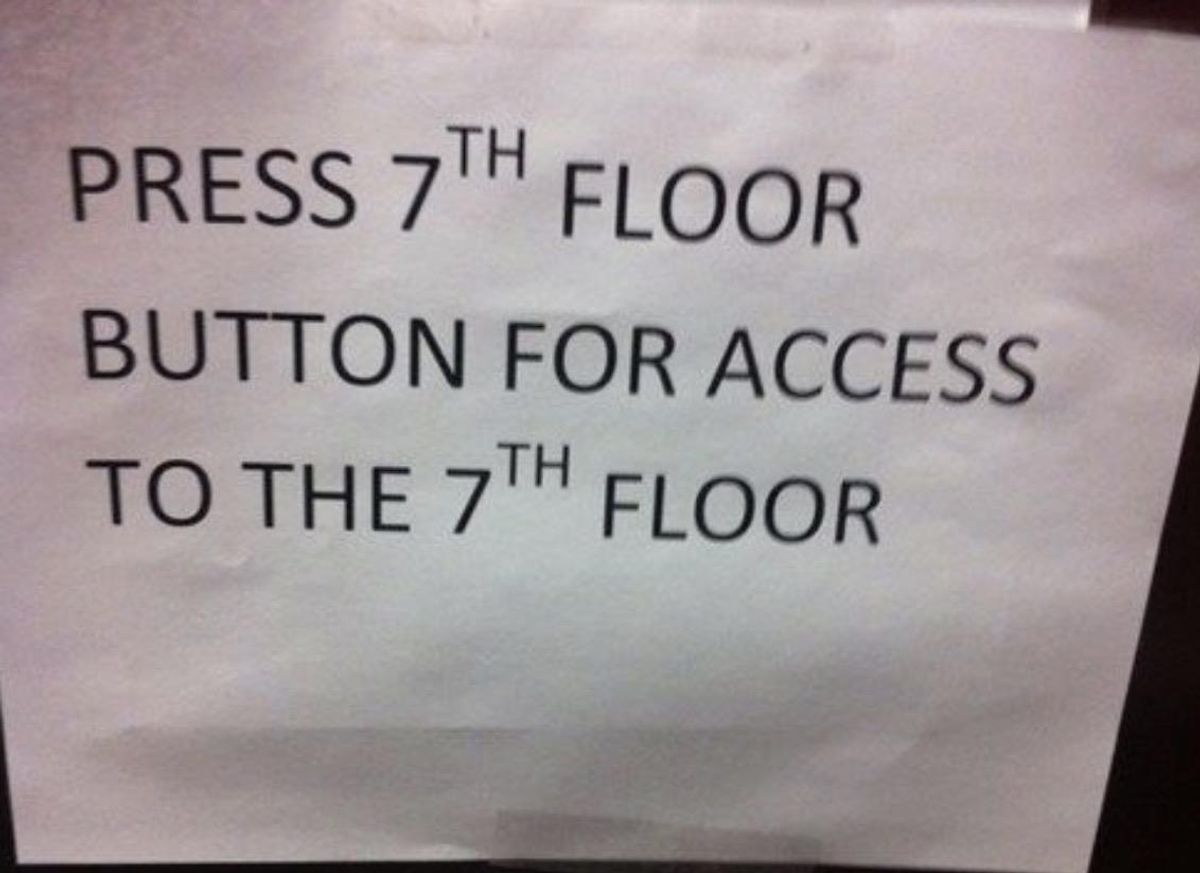 PRESS 7TH FLOOR
BUTTON FOR ACCESS
TO THE 7TH FLOOR